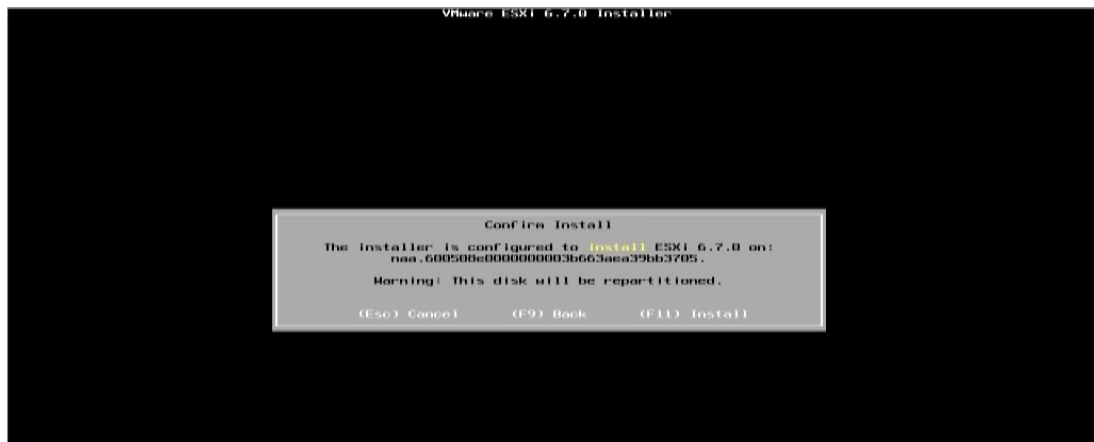 VMware ESXi 6.7.0 Installer
Confirm Install
The installer is configured to install ESXi 6.7.0 on:
naa.600508e0000000003b663aea39bb3705.
Warning: This disk will be repartitioned.
(Esc) Cancel (F9) Back (F11) Install